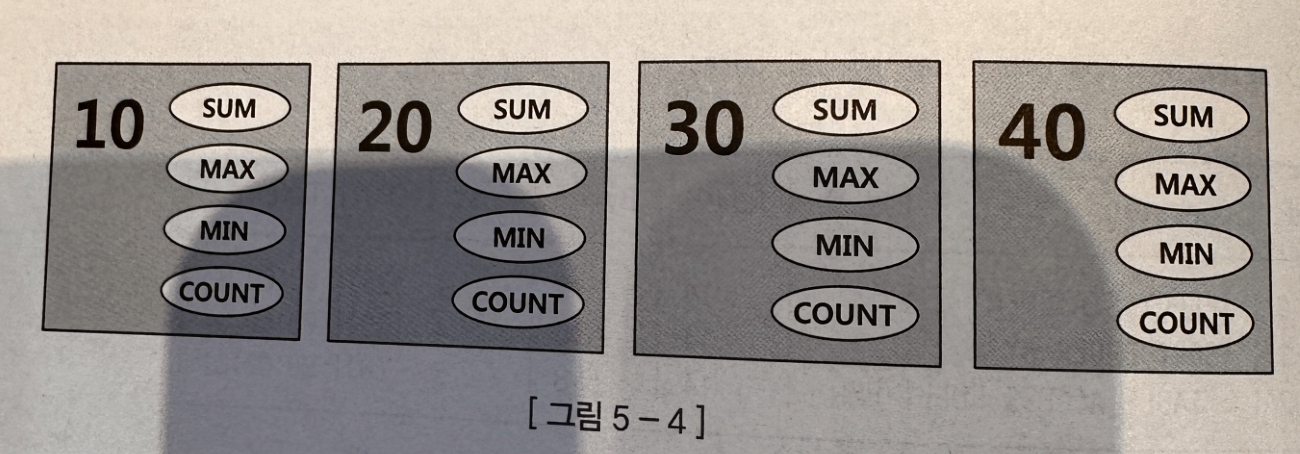 10 SUM 20 SUM 30 SUM 40 SUM
MAX MAX MAX MAX
MIN MIN MIN MIN
COUNT COUNT COUNT COUNT
[ 그림 5 – 4 ]